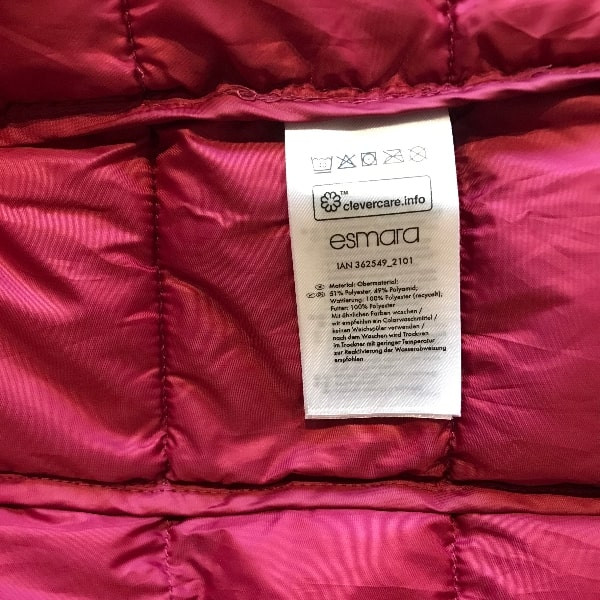 ™
clevercare.info
esmara
IAN 362549_2101
Material: Obermaterial:
51% Polyester, 49% Polyamid;
Wattierung: 100% Polyester (recycelt);
Futter: 100% Polyester
Mit ähnlichen Farben waschen /
wir empfehlen ein Colorwaschmittel /
keinen Weichspüler verwenden /
nach dem Waschen wird Trocknen
im Trockner mit geringer Temperatur
zur Reaktivierung der Wasserabweisung
empfohlen